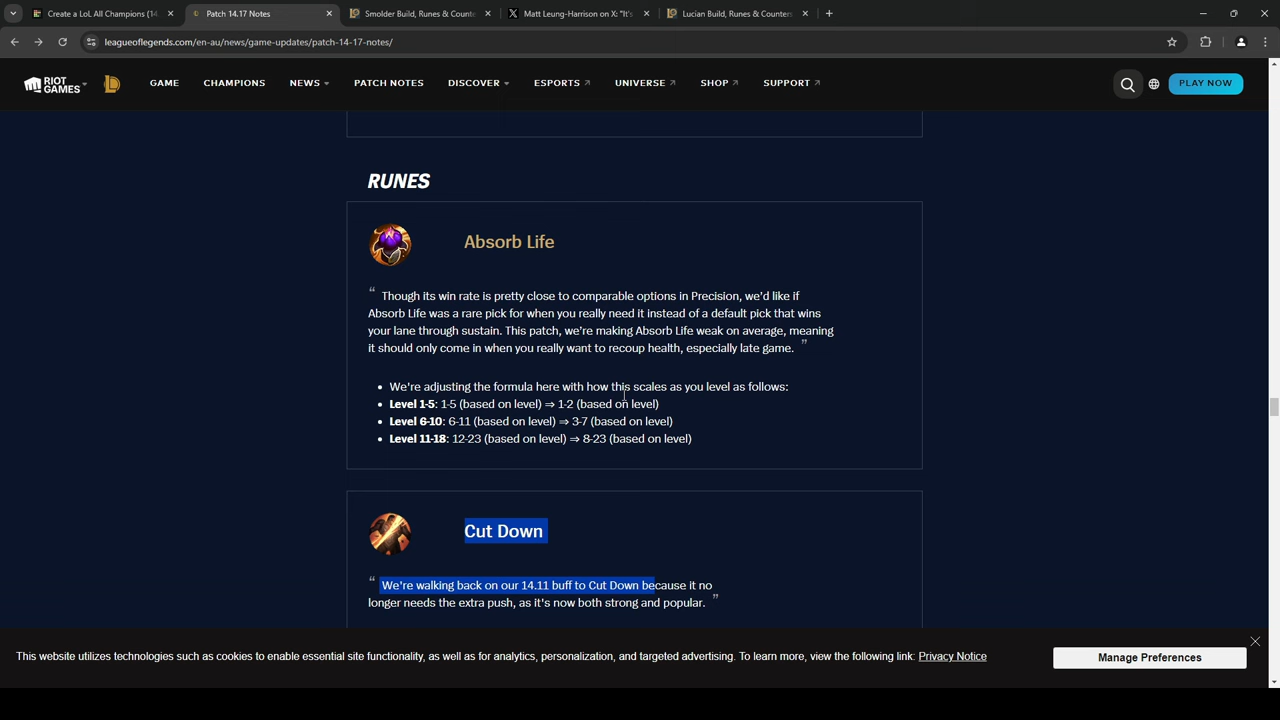 Create a LoL All Champions (14
Patch 14.17 Notes
Smolder Build, Runes & Counte
Matt Leung-Harrison on X: "It's
Lucian Build, Runes & Counters
leagueoflegends.com/en-au/news/game-updates/patch-14-17-notes/
RIOT GAMES
GAME
CHAMPIONS
NEWS
PATCH NOTES
DISCOVER
ESPORTS
UNIVERSE
SHOP
SUPPORT
PLAY NOW
RUNES
Absorb Life
“ Though its win rate is pretty close to comparable options in Precision, we’d like if
Absorb Life was a rare pick for when you really need it instead of a default pick that wins
your lane through sustain. This patch, we’re making Absorb Life weak on average, meaning
it should only come in when you really want to recoup health, especially late game. ”
• We're adjusting the formula here with how this scales as you level as follows:
• Level 1-5: 1-5 (based on level) ⇒ 1-2 (based on level)
• Level 6-10: 6-11 (based on level) ⇒ 3-7 (based on level)
• Level 11-18: 12-23 (based on level) ⇒ 8-23 (based on level)
Cut Down
“ We're walking back on our 14.11 buff to Cut Down because it no
longer needs the extra push, as it's now both strong and popular. ”
This website utilizes technologies such as cookies to enable essential site functionality, as well as for analytics, personalization, and targeted advertising. To learn more, view the following link: Privacy Notice
Manage Preferences